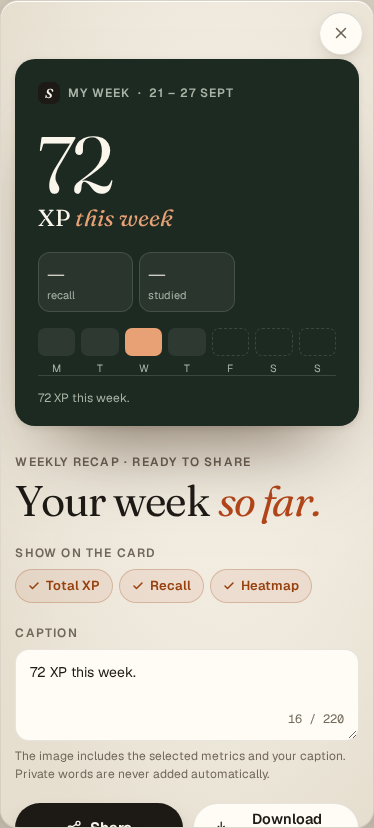 S MY WEEK · 21 – 27 SEPT
72
XP this week
— —
recall studied
M T W T F S S
72 XP this week.
WEEKLY RECAP · READY TO SHARE
Your week so far.
SHOW ON THE CARD
Total XP Recall Heatmap
CAPTION
72 XP this week.
16 / 220
The image includes the selected metrics and your caption.
Private words are never added automatically.
Share Download